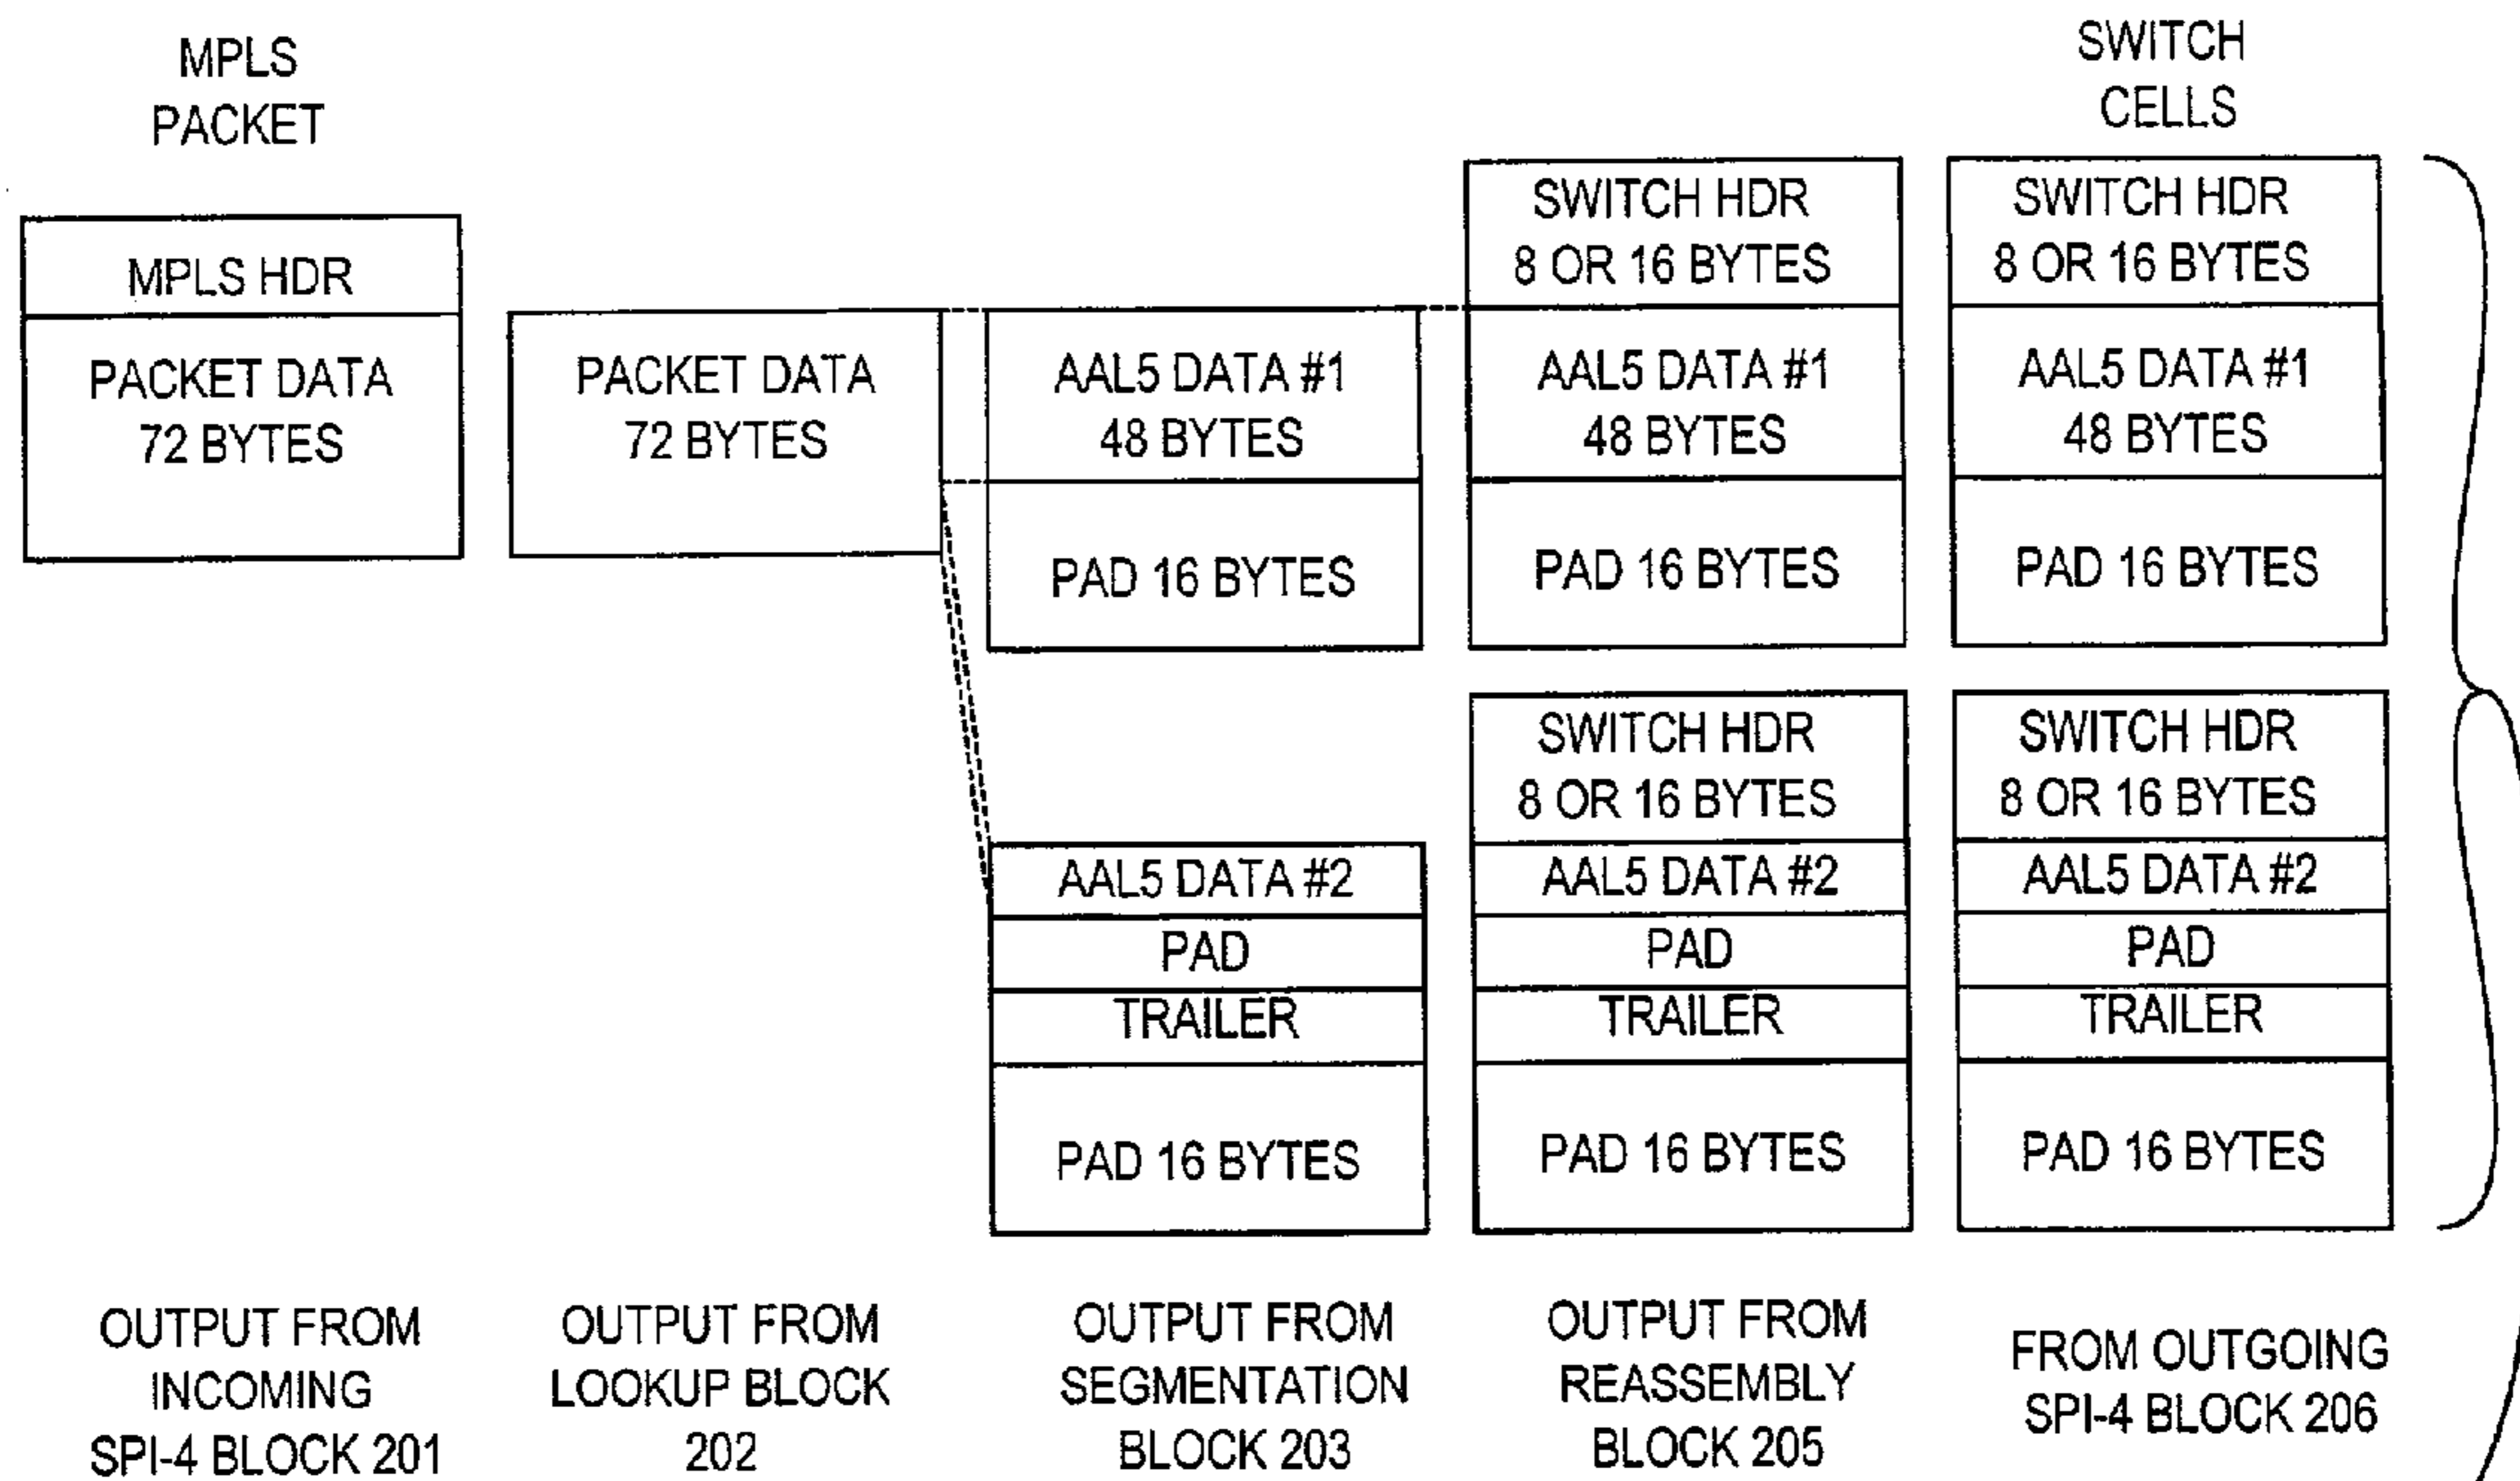 MPLS
PACKET
MPLS HDR
PACKET DATA
72 BYTES
PACKET DATA
72 BYTES
AAL5 DATA #1
48 BYTES
PAD 16 BYTES
AAL5 DATA #2
PAD
TRAILER
PAD 16 BYTES
SWITCH HDR
8 OR 16 BYTES
AAL5 DATA #1
48 BYTES
PAD 16 BYTES
SWITCH HDR
8 OR 16 BYTES
AAL5 DATA #2
PAD
TRAILER
PAD 16 BYTES
SWITCH
CELLS
SWITCH HDR
8 OR 16 BYTES
AAL5 DATA #1
48 BYTES
PAD 16 BYTES
SWITCH HDR
8 OR 16 BYTES
AAL5 DATA #2
PAD
TRAILER
PAD 16 BYTES
OUTPUT FROM
INCOMING
SPI-4 BLOCK 201
OUTPUT FROM
LOOKUP BLOCK
202
OUTPUT FROM
SEGMENTATION
BLOCK 203
OUTPUT FROM
REASSEMBLY
BLOCK 205
FROM OUTGOING
SPI-4 BLOCK 206